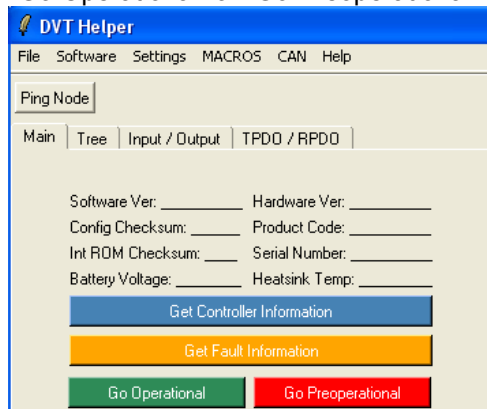 DVT Helper
File Software Settings MACROS CAN Help
Ping Node
Main Tree Input / Output TPDO / RPDO
Software Ver: Hardware Ver:
Config Checksum: Product Code:
Int ROM Checksum: Serial Number:
Battery Voltage: Heatsink Temp:
Get Controller Information
Get Fault Information
Go Operational Go Preoperational